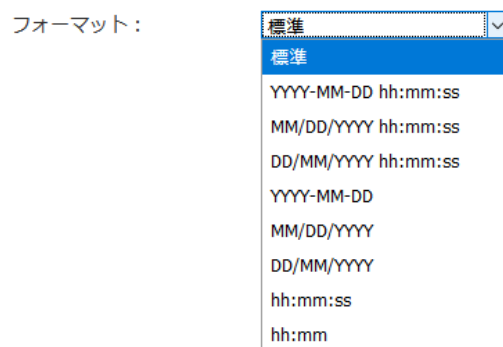 フォーマット：
標準
標準
YYYY-MM-DD hh:mm:ss
MM/DD/YYYY hh:mm:ss
DD/MM/YYYY hh:mm:ss
YYYY-MM-DD
MM/DD/YYYY
DD/MM/YYYY
hh:mm:ss
hh:mm